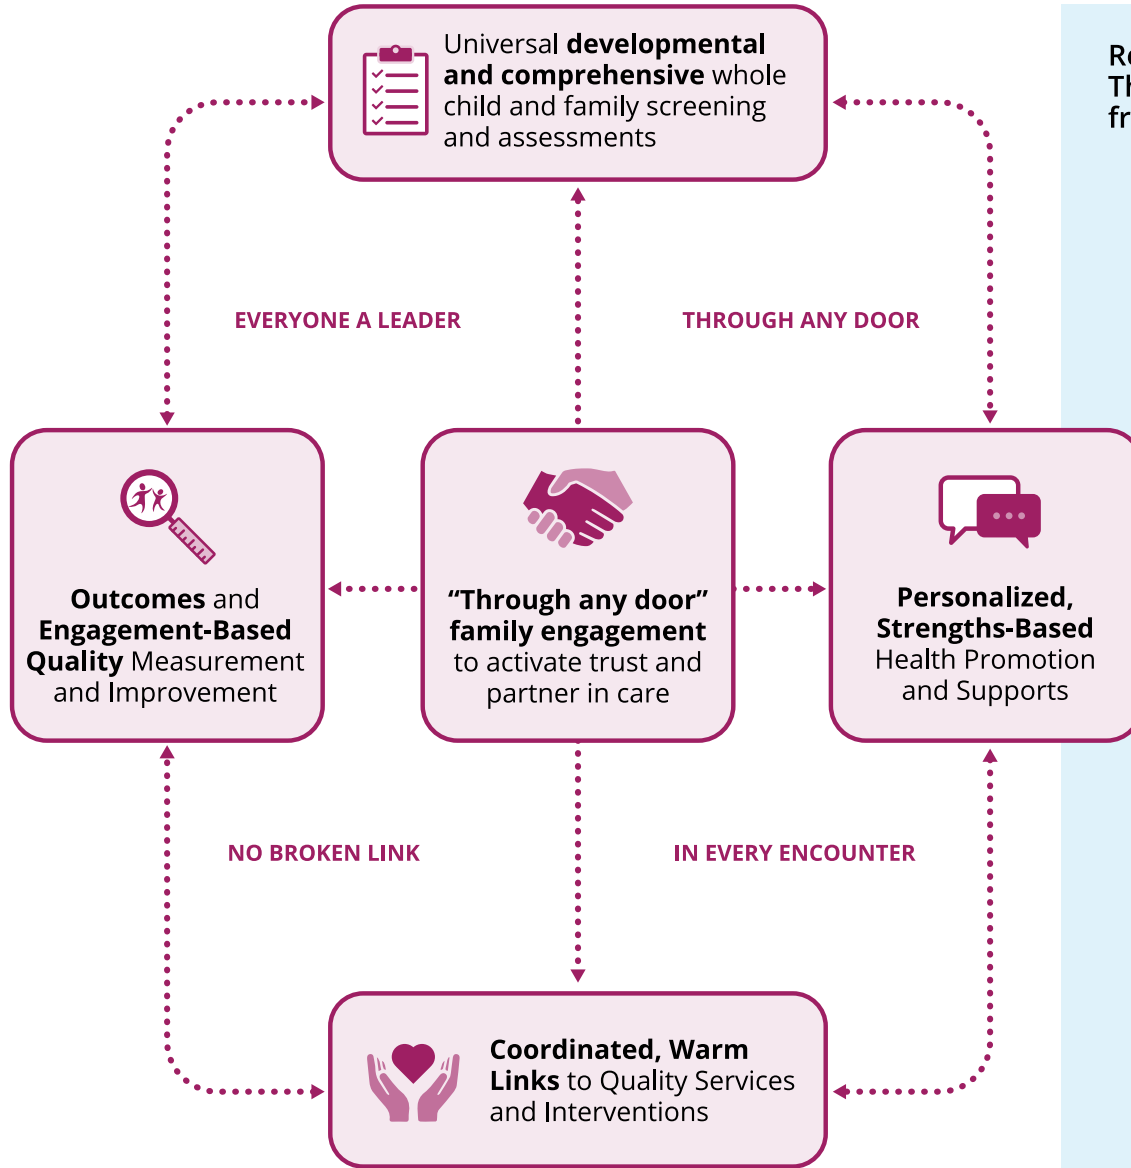 Universal developmental
and comprehensive whole
child and family screening
and assessments
EVERYONE A LEADER
THROUGH ANY DOOR
Outcomes and
Engagement-Based
Quality Measurement
and Improvement
“Through any door”
family engagement
to activate trust and
partner in care
Personalized,
Strengths-Based
Health Promotion
and Supports
NO BROKEN LINK
IN EVERY ENCOUNTER
Coordinated, Warm
Links to Quality Services
and Interventions